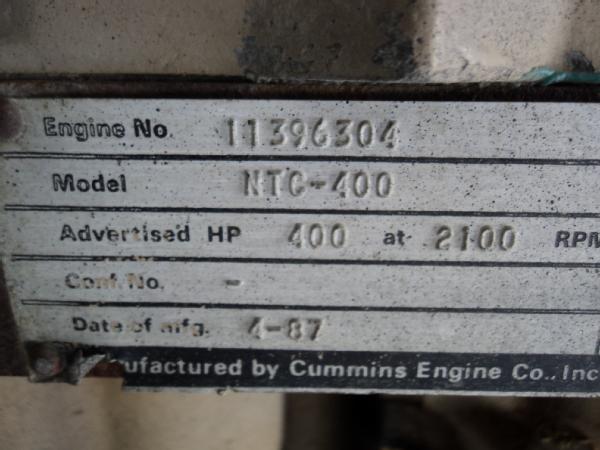 Engine No. 11396304
Model NTC-400
Advertised HP 400 at 2100 RPM
Conf. No. -
Date of mfg. 4-87
ufactured by Cummins Engine Co., Inc